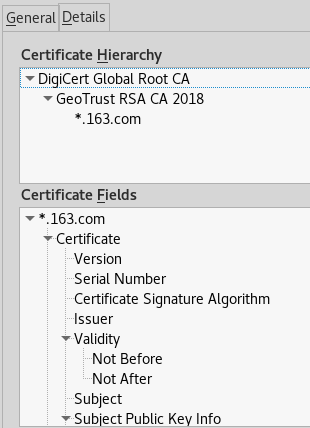 General Details
Certificate Hierarchy
DigiCert Global Root CA
GeoTrust RSA CA 2018
*.163.com
Certificate Fields
*.163.com
Certificate
Version
Serial Number
Certificate Signature Algorithm
Issuer
Validity
Not Before
Not After
Subject
Subject Public Key Info